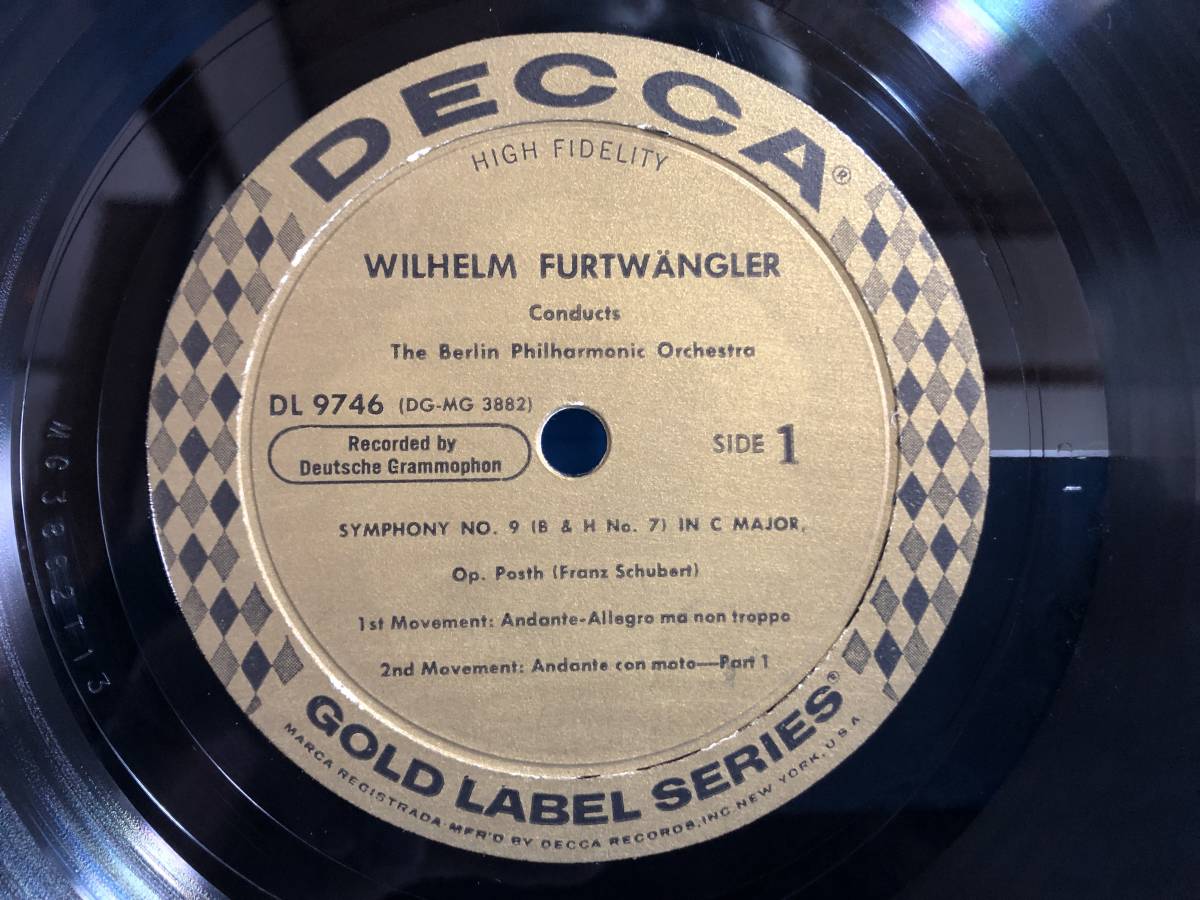 DECCA®
HIGH FIDELITY
WILHELM FURTWÄNGLER
Conducts
The Berlin Philharmonic Orchestra
DL 9746 (DG-MG 3882)
Recorded by
Deutsche Grammophon
SIDE 1
SYMPHONY NO. 9 (B & H No. 7) IN C MAJOR,
Op. Posth (Franz Schubert)
1st Movement: Andante-Allegro ma non troppo
2nd Movement: Andante con moto—Part 1
GOLD LABEL SERIES®
MARCA REGISTRADA·MFR'D BY DECCA RECORDS, INC NEW YORK, U.S.A
MG3882T13